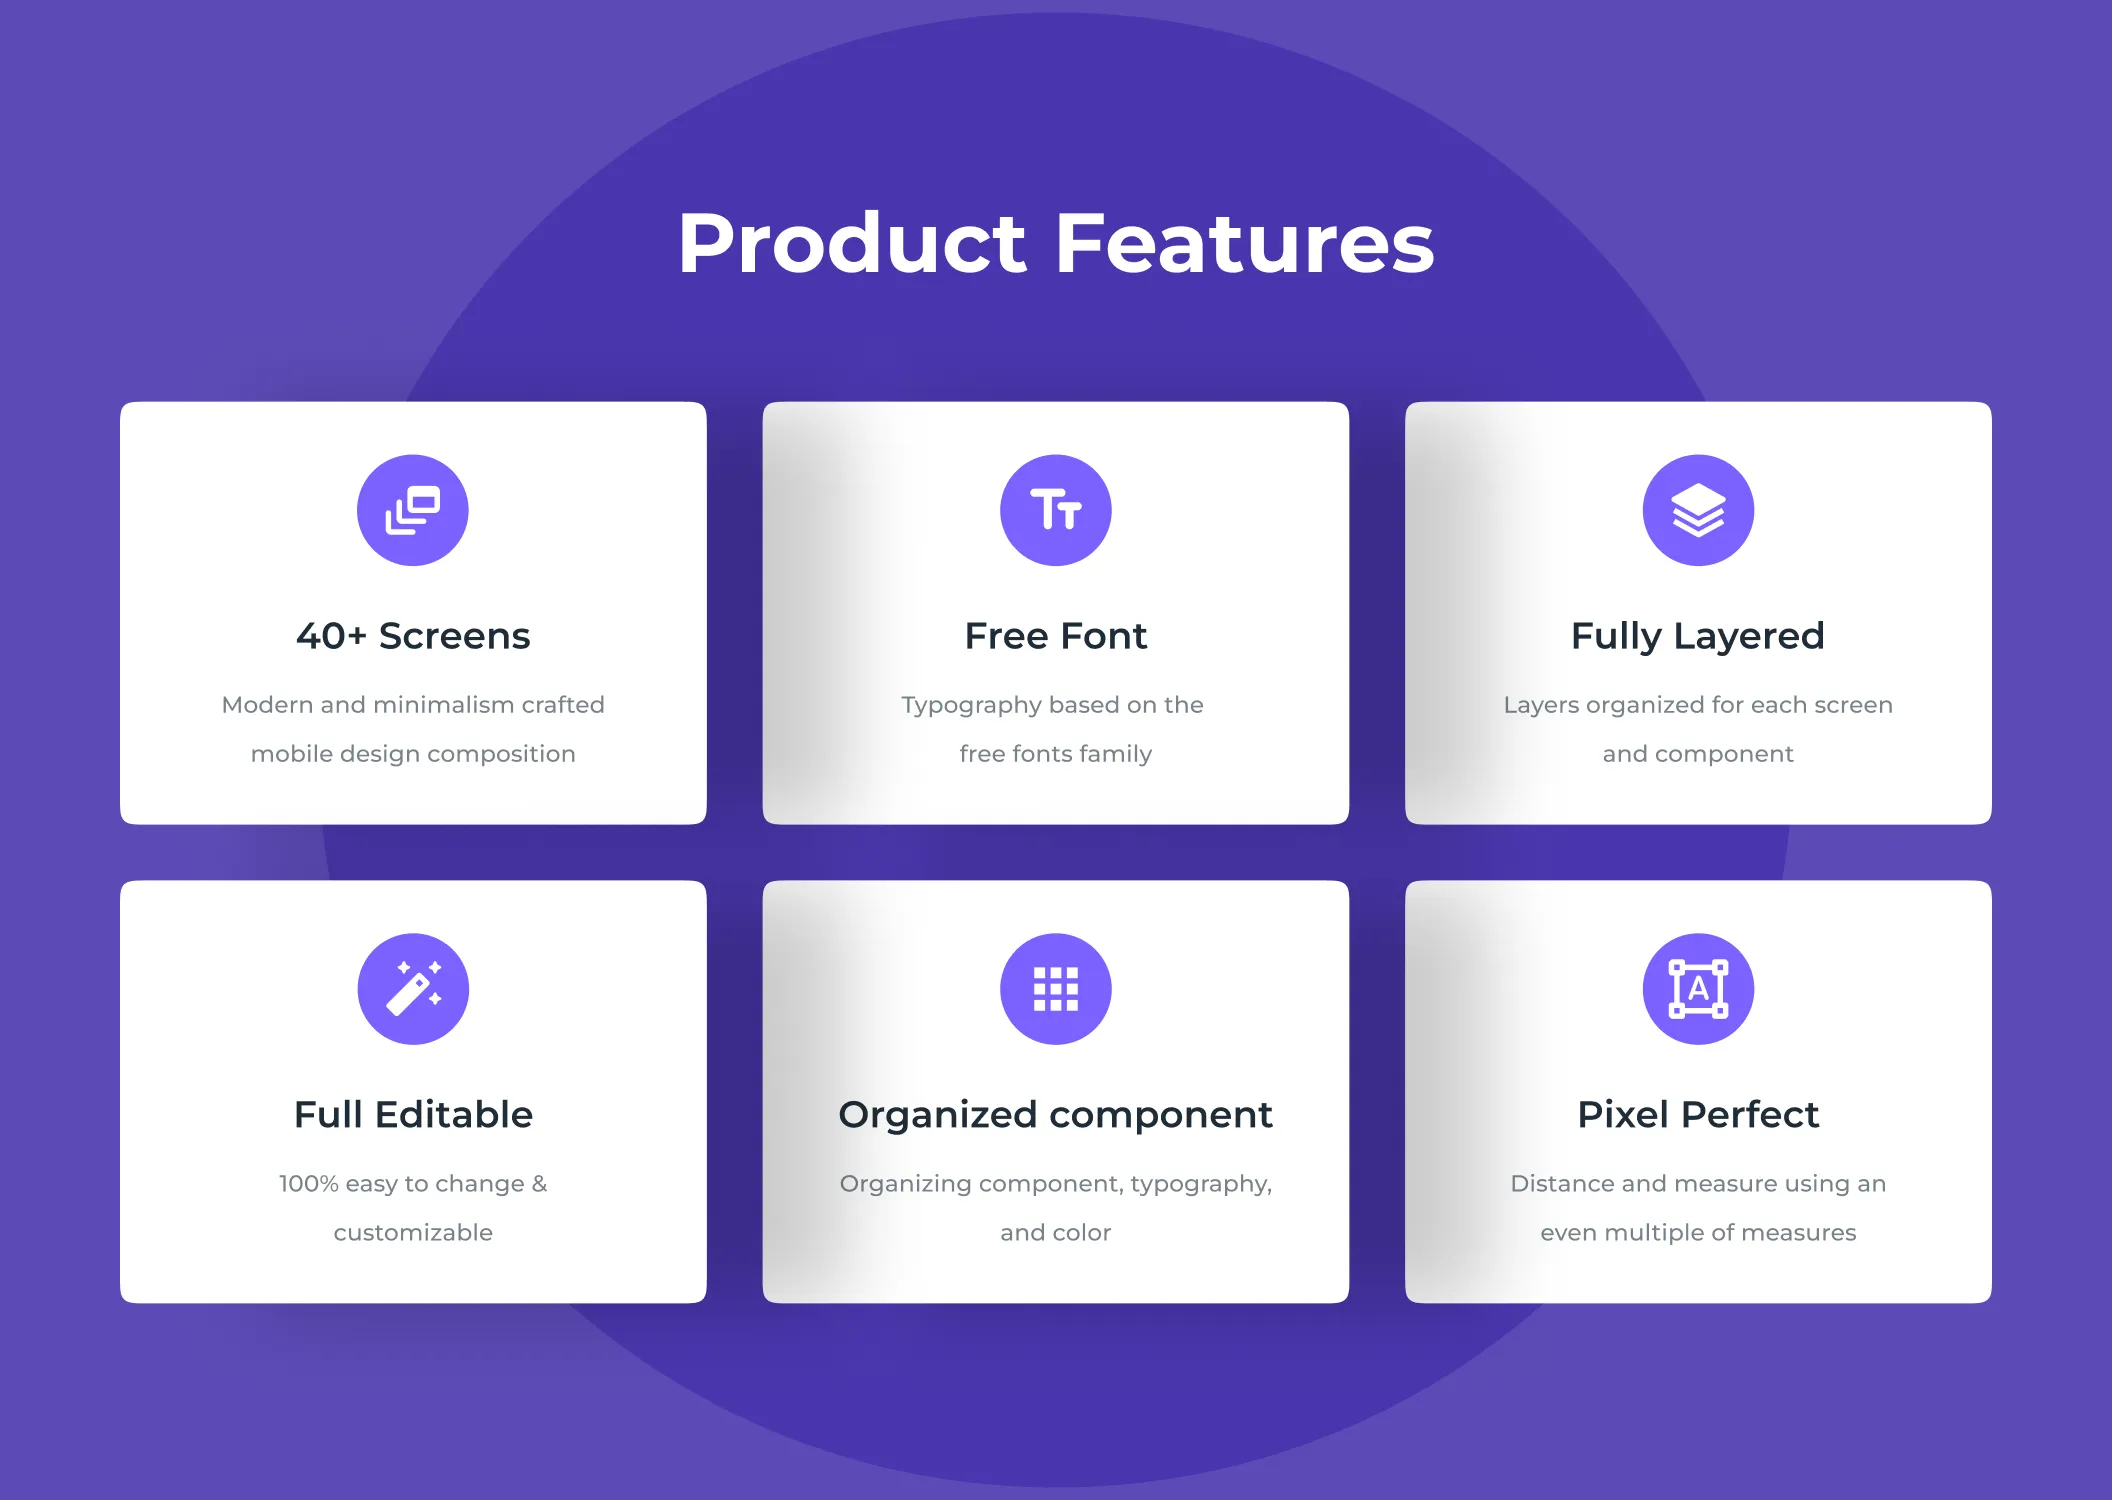 Product Features
40+ Screens
Modern and minimalism crafted
mobile design composition
Free Font
Typography based on the
free fonts family
Fully Layered
Layers organized for each screen
and component
Full Editable
100% easy to change &
customizable
Organized component
Organizing component, typography,
and color
Pixel Perfect
Distance and measure using an
even multiple of measures